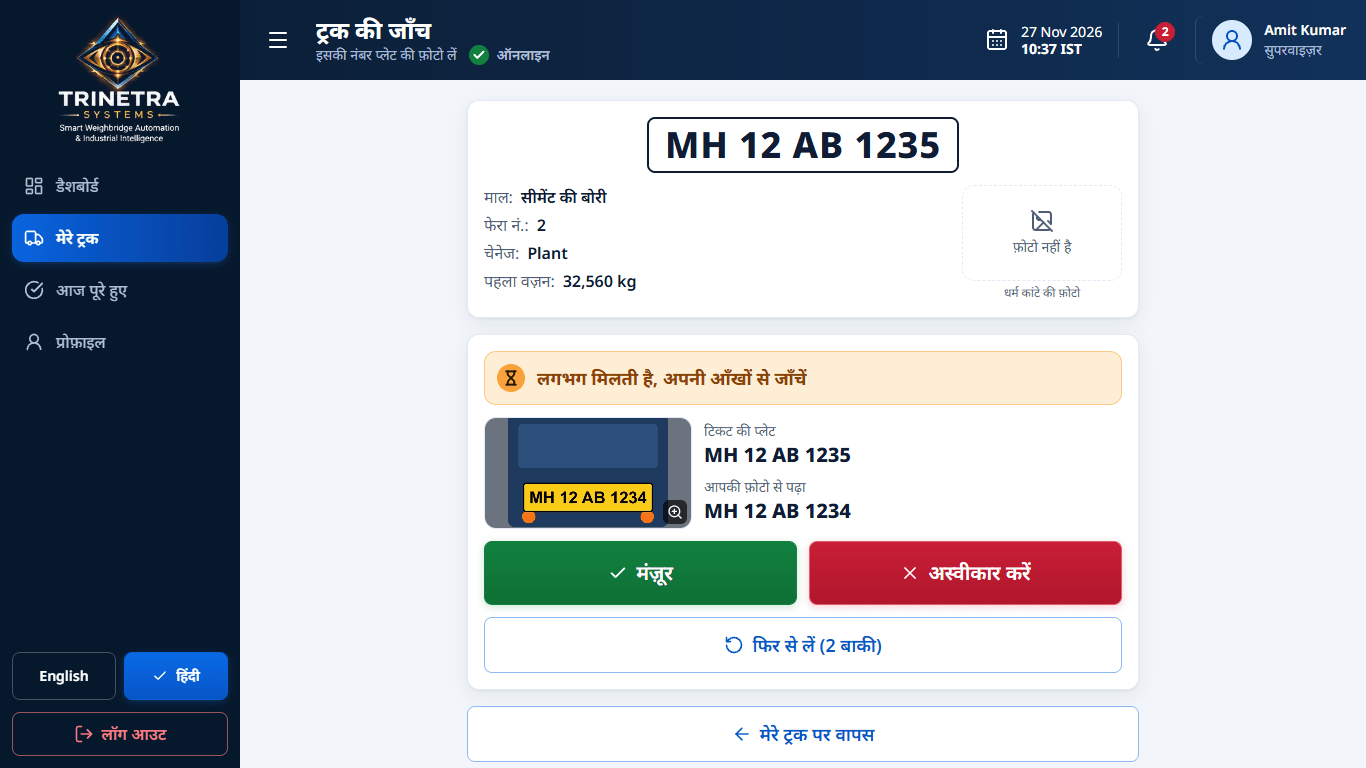 TRINETRA
SYSTEMS
Smart Weighbridge Automation
& Industrial Intelligence
डैशबोर्ड
मेरे ट्रक
आज पूरे हुए
प्रोफ़ाइल
English
हिंदी
लॉग आउट
ट्रक की जाँच
इसकी नंबर प्लेट की फ़ोटो लें ऑनलाइन
27 Nov 2026
10:37 IST
2
Amit Kumar
सुपरवाइज़र
MH 12 AB 1235
माल: सीमेंट की बोरी
फेरा नं.: 2
चेनेज: Plant
पहला वज़न: 32,560 kg
फ़ोटो नहीं है
धर्म कांटे की फ़ोटो
लगभग मिलती है, अपनी आँखों से जाँचें
MH 12 AB 1234
टिकट की प्लेट
MH 12 AB 1235
आपकी फ़ोटो से पढ़ा
MH 12 AB 1234
मंज़ूर
अस्वीकार करें
फिर से लें (2 बाकी)
मेरे ट्रक पर वापस